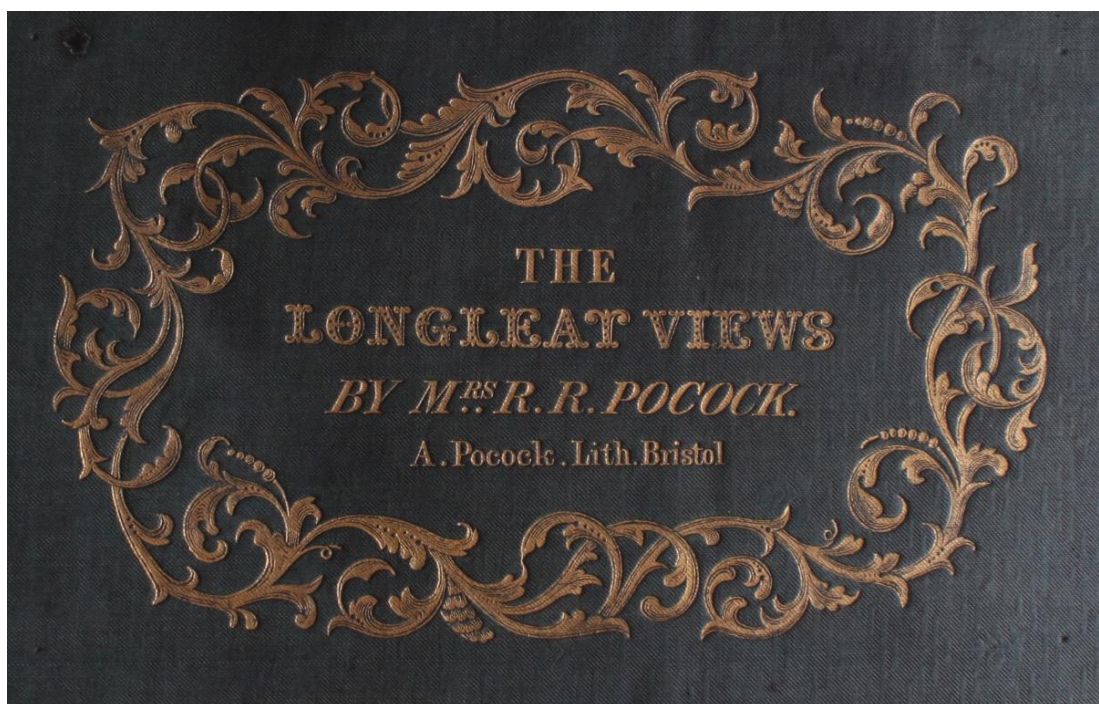 THE
LONGLEAT VIEWS
BY MRS. R. R. POCOCK.
A. Pocock. Lith. Bristol